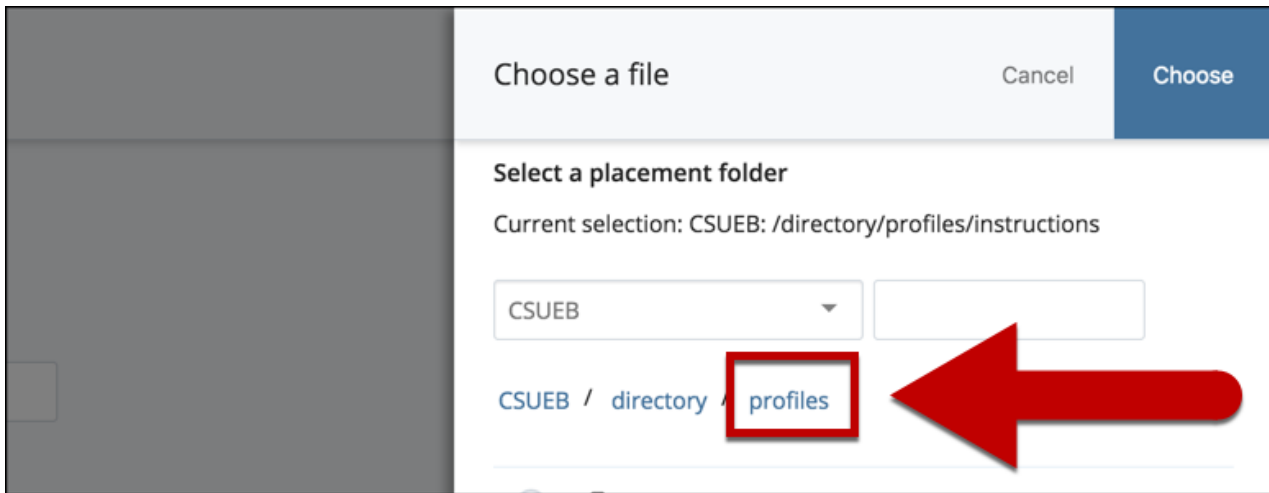 Choose a file Cancel Choose
Select a placement folder
Current selection: CSUEB: /directory/profiles/instructions
CSUEB
CSUEB / directory / profiles